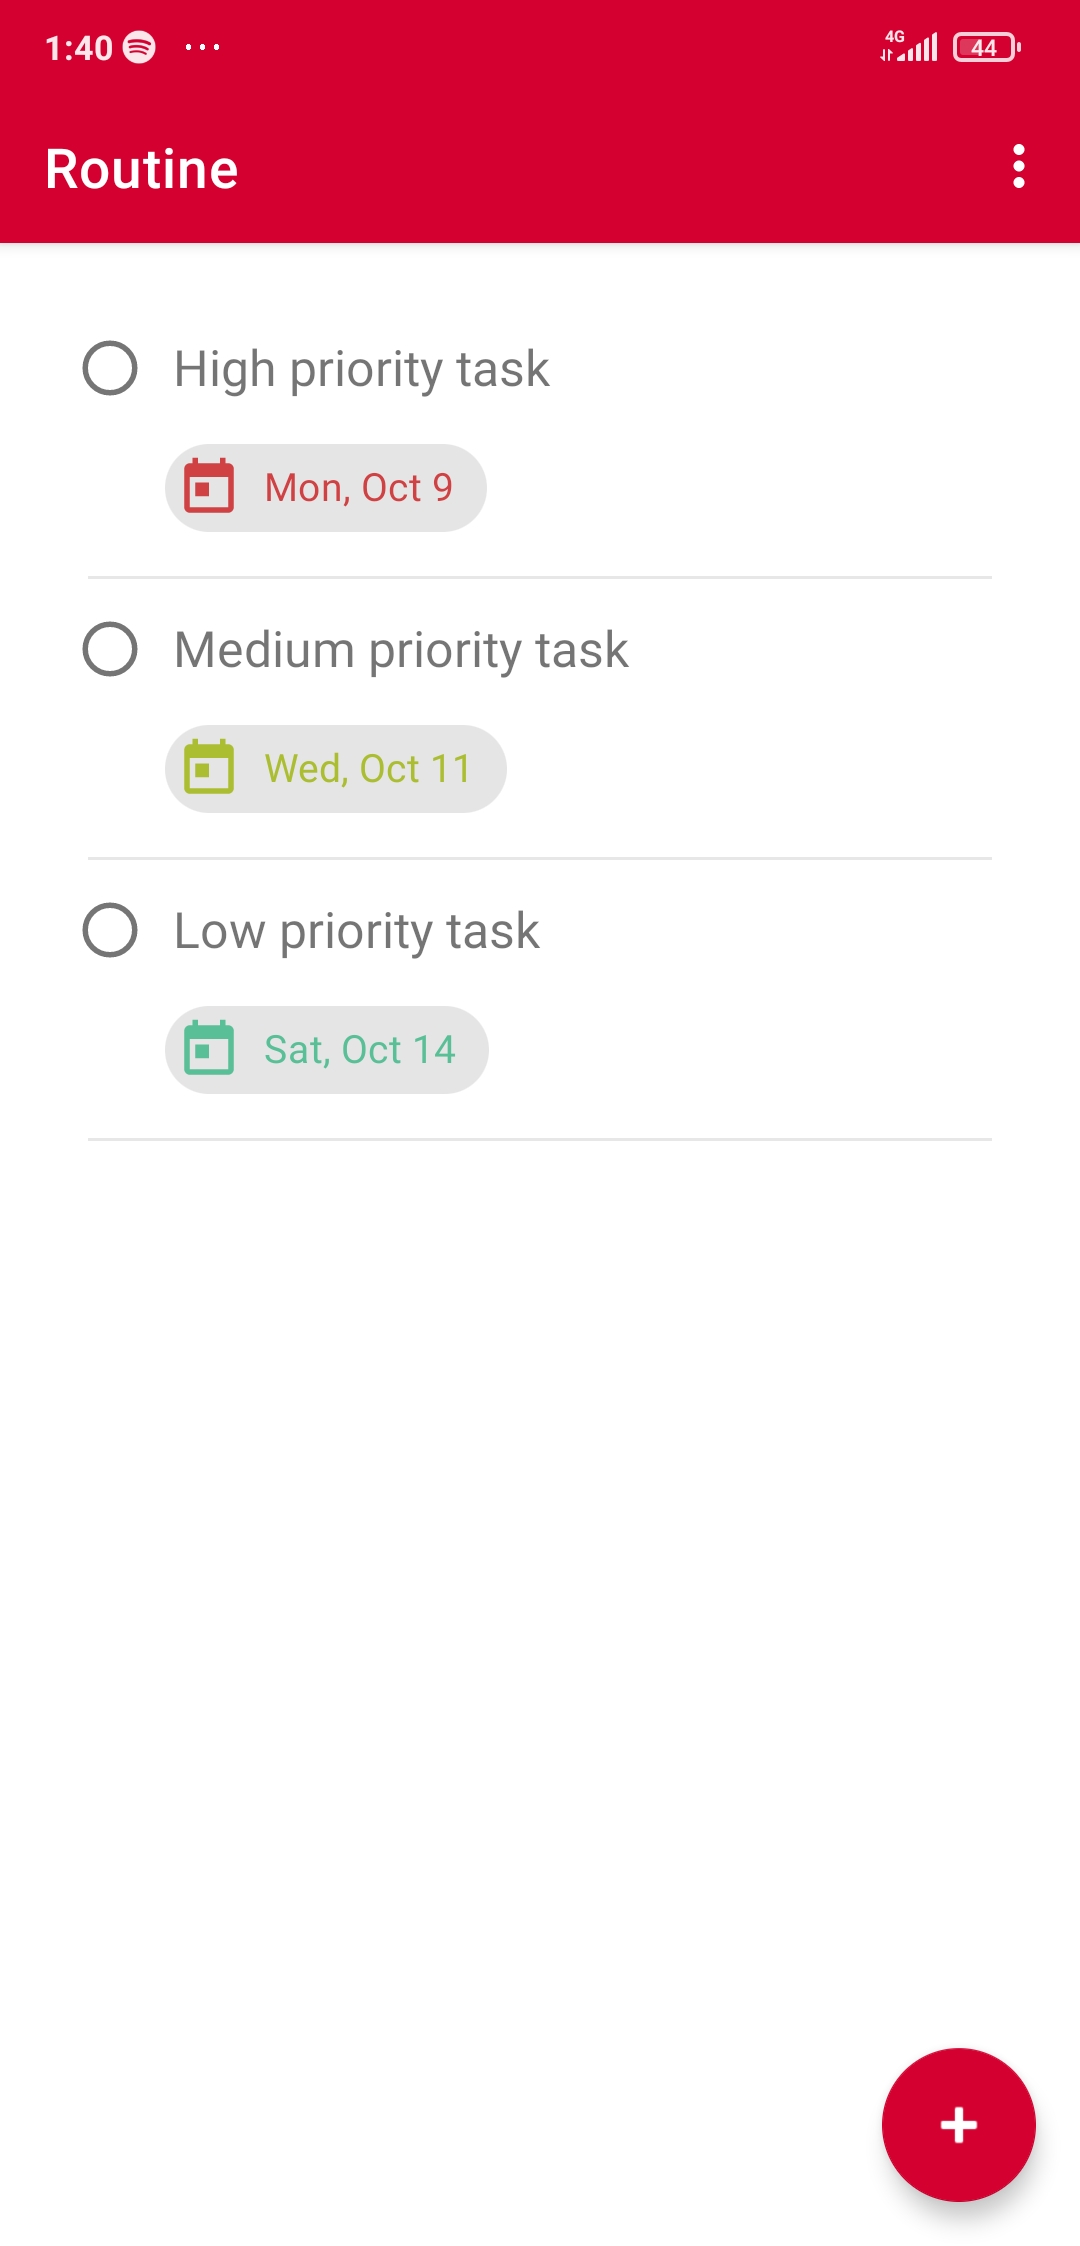 1:40 ... 4G 44
Routine
High priority task
Mon, Oct 9
Medium priority task
Wed, Oct 11
Low priority task
Sat, Oct 14
+